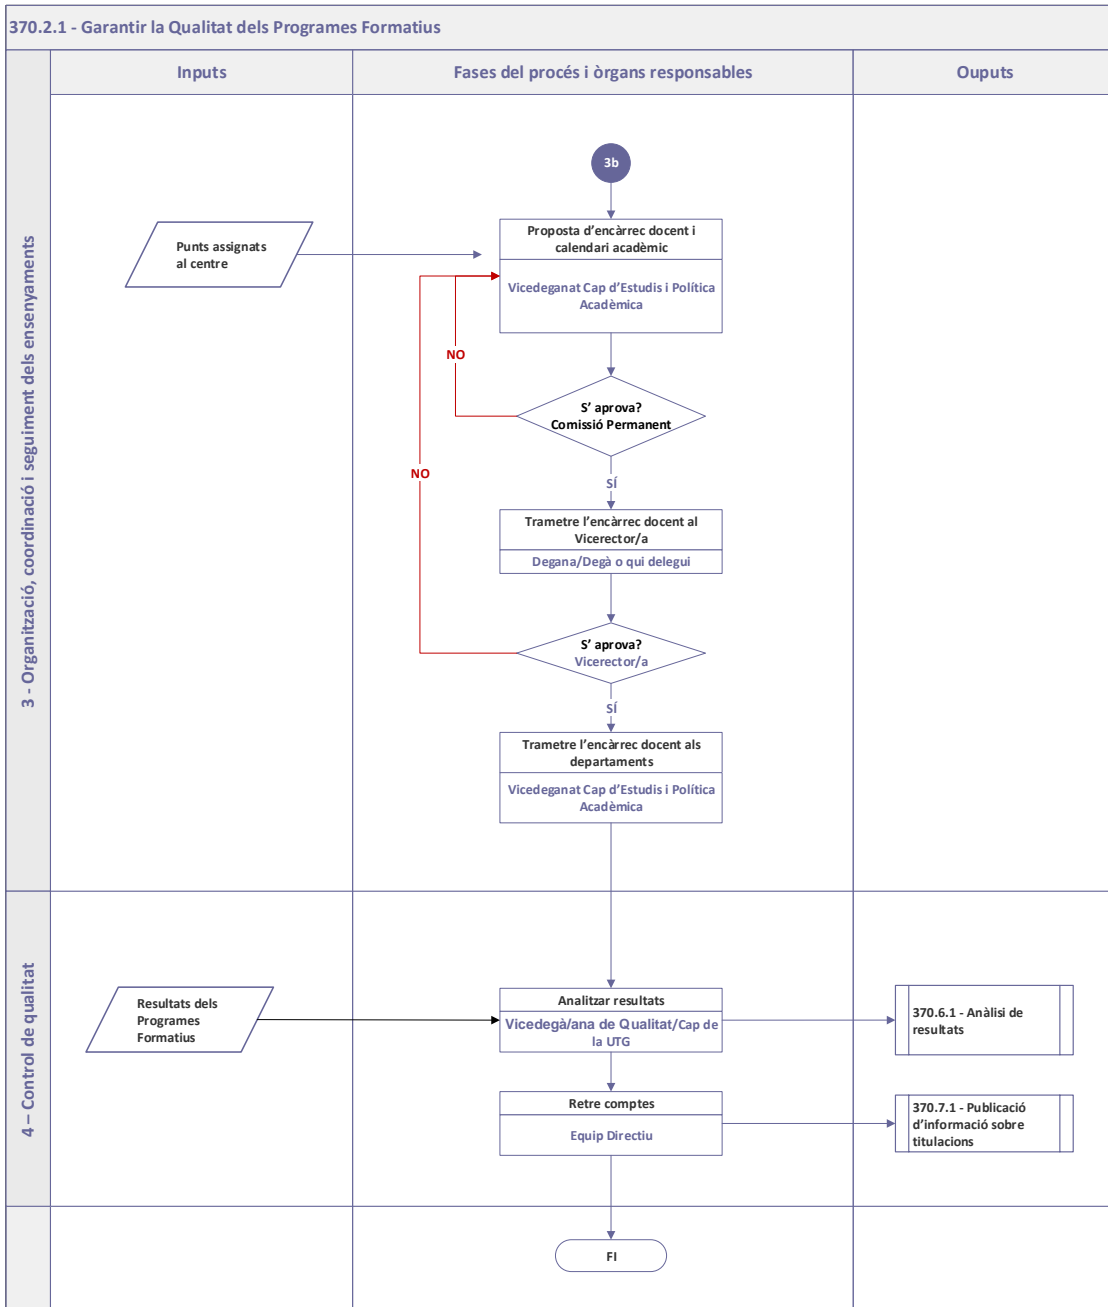 370.2.1 - Garantir la Qualitat dels Programes Formatius
Inputs
Fases del procés i òrgans responsables
Ouputs
3 - Organització, coordinació i seguiment dels ensenyaments
3b
Punts assignats
al centre
Proposta d'encàrrec docent i
calendari acadèmic
Vicedeganat Cap d'Estudis i Política
Acadèmica
NO
S' aprova?
Comissió Permanent
NO
SÍ
Trametre l'encàrrec docent al
Vicerector/a
Degana/Degà o qui delegui
S' aprova?
Vicerector/a
SÍ
Trametre l'encàrrec docent als
departaments
Vicedeganat Cap d'Estudis i Política
Acadèmica
4 – Control de qualitat
Resultats dels
Programes
Formatius
Analitzar resultats
Vicedegà/ana de Qualitat/Cap de
la UTG
370.6.1 - Anàlisi de
resultats
Retre comptes
Equip Directiu
370.7.1 - Publicació
d'informació sobre
titulacions
FI